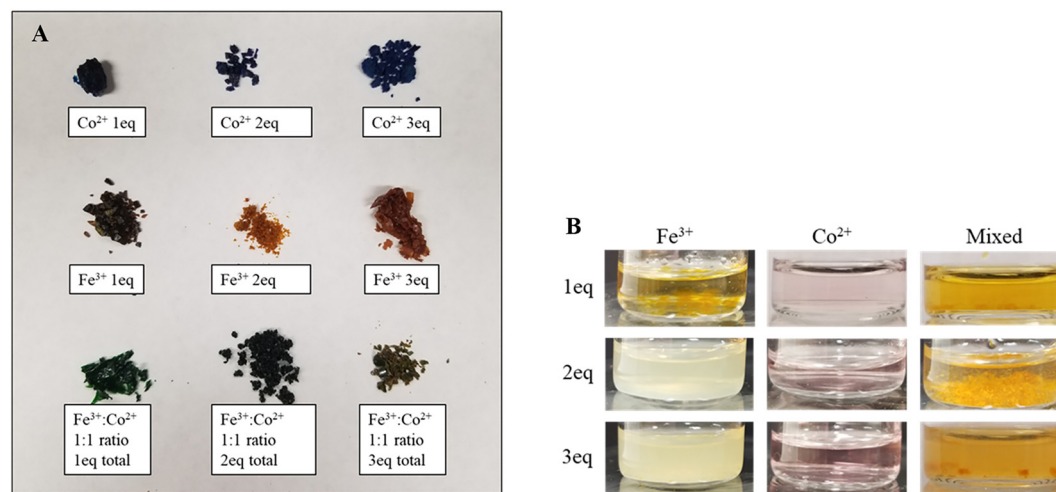 A
Co²⁺ 1eq
Co²⁺ 2eq
Co²⁺ 3eq
Fe³⁺ 1eq
Fe³⁺ 2eq
Fe³⁺ 3eq
Fe³⁺:Co²⁺
1:1 ratio
1eq total
Fe³⁺:Co²⁺
1:1 ratio
2eq total
Fe³⁺:Co²⁺
1:1 ratio
3eq total
B
Fe³⁺
Co²⁺
Mixed
1eq
2eq
3eq